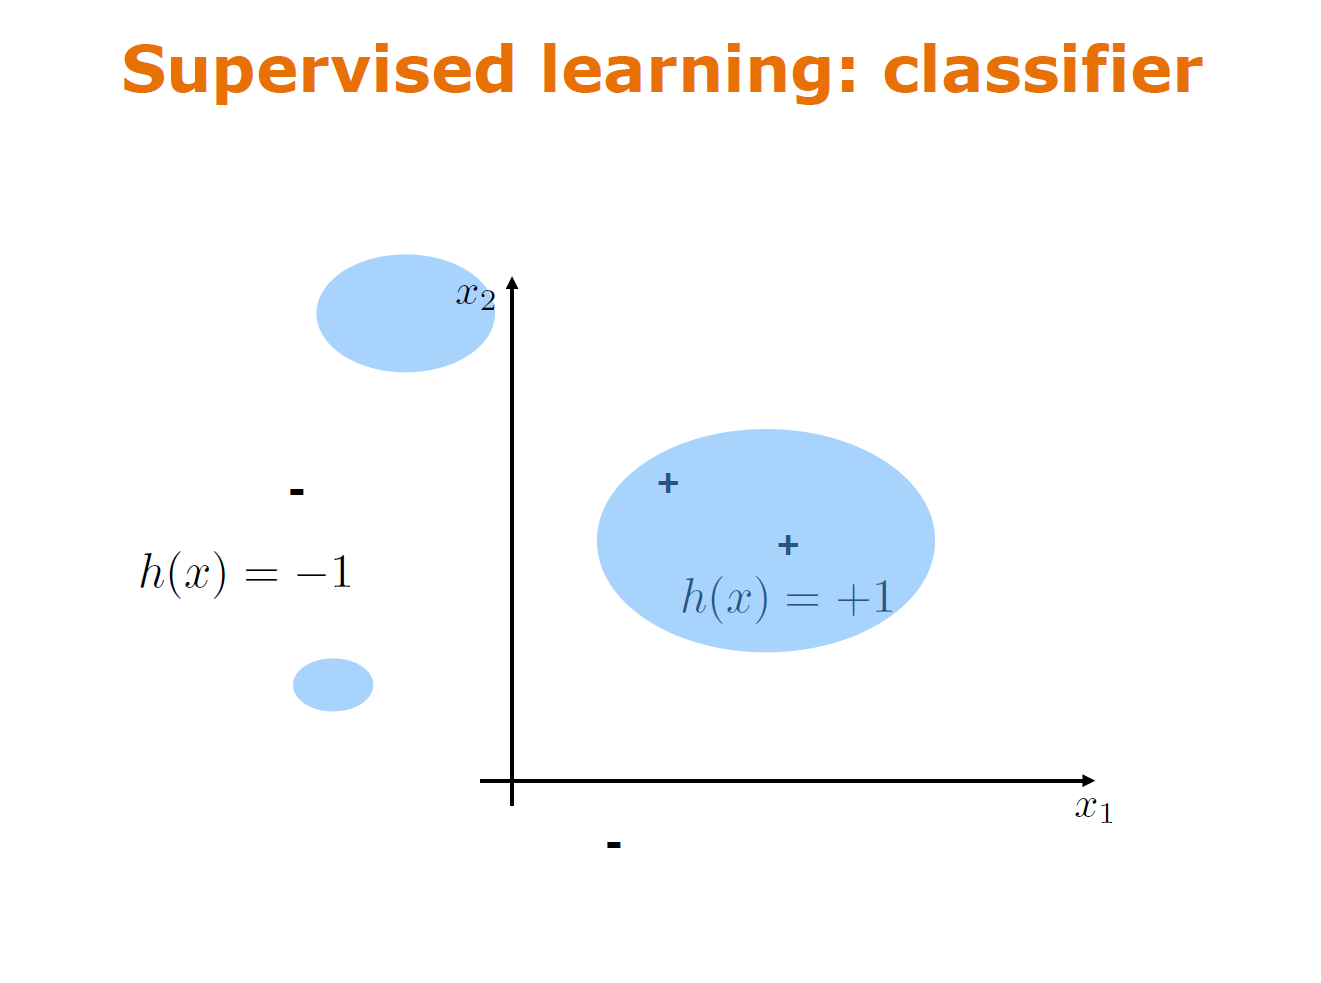 Supervised learning: classifier
x₂
+
-
+
h(x) = −1
h(x) = +1
x₁
-